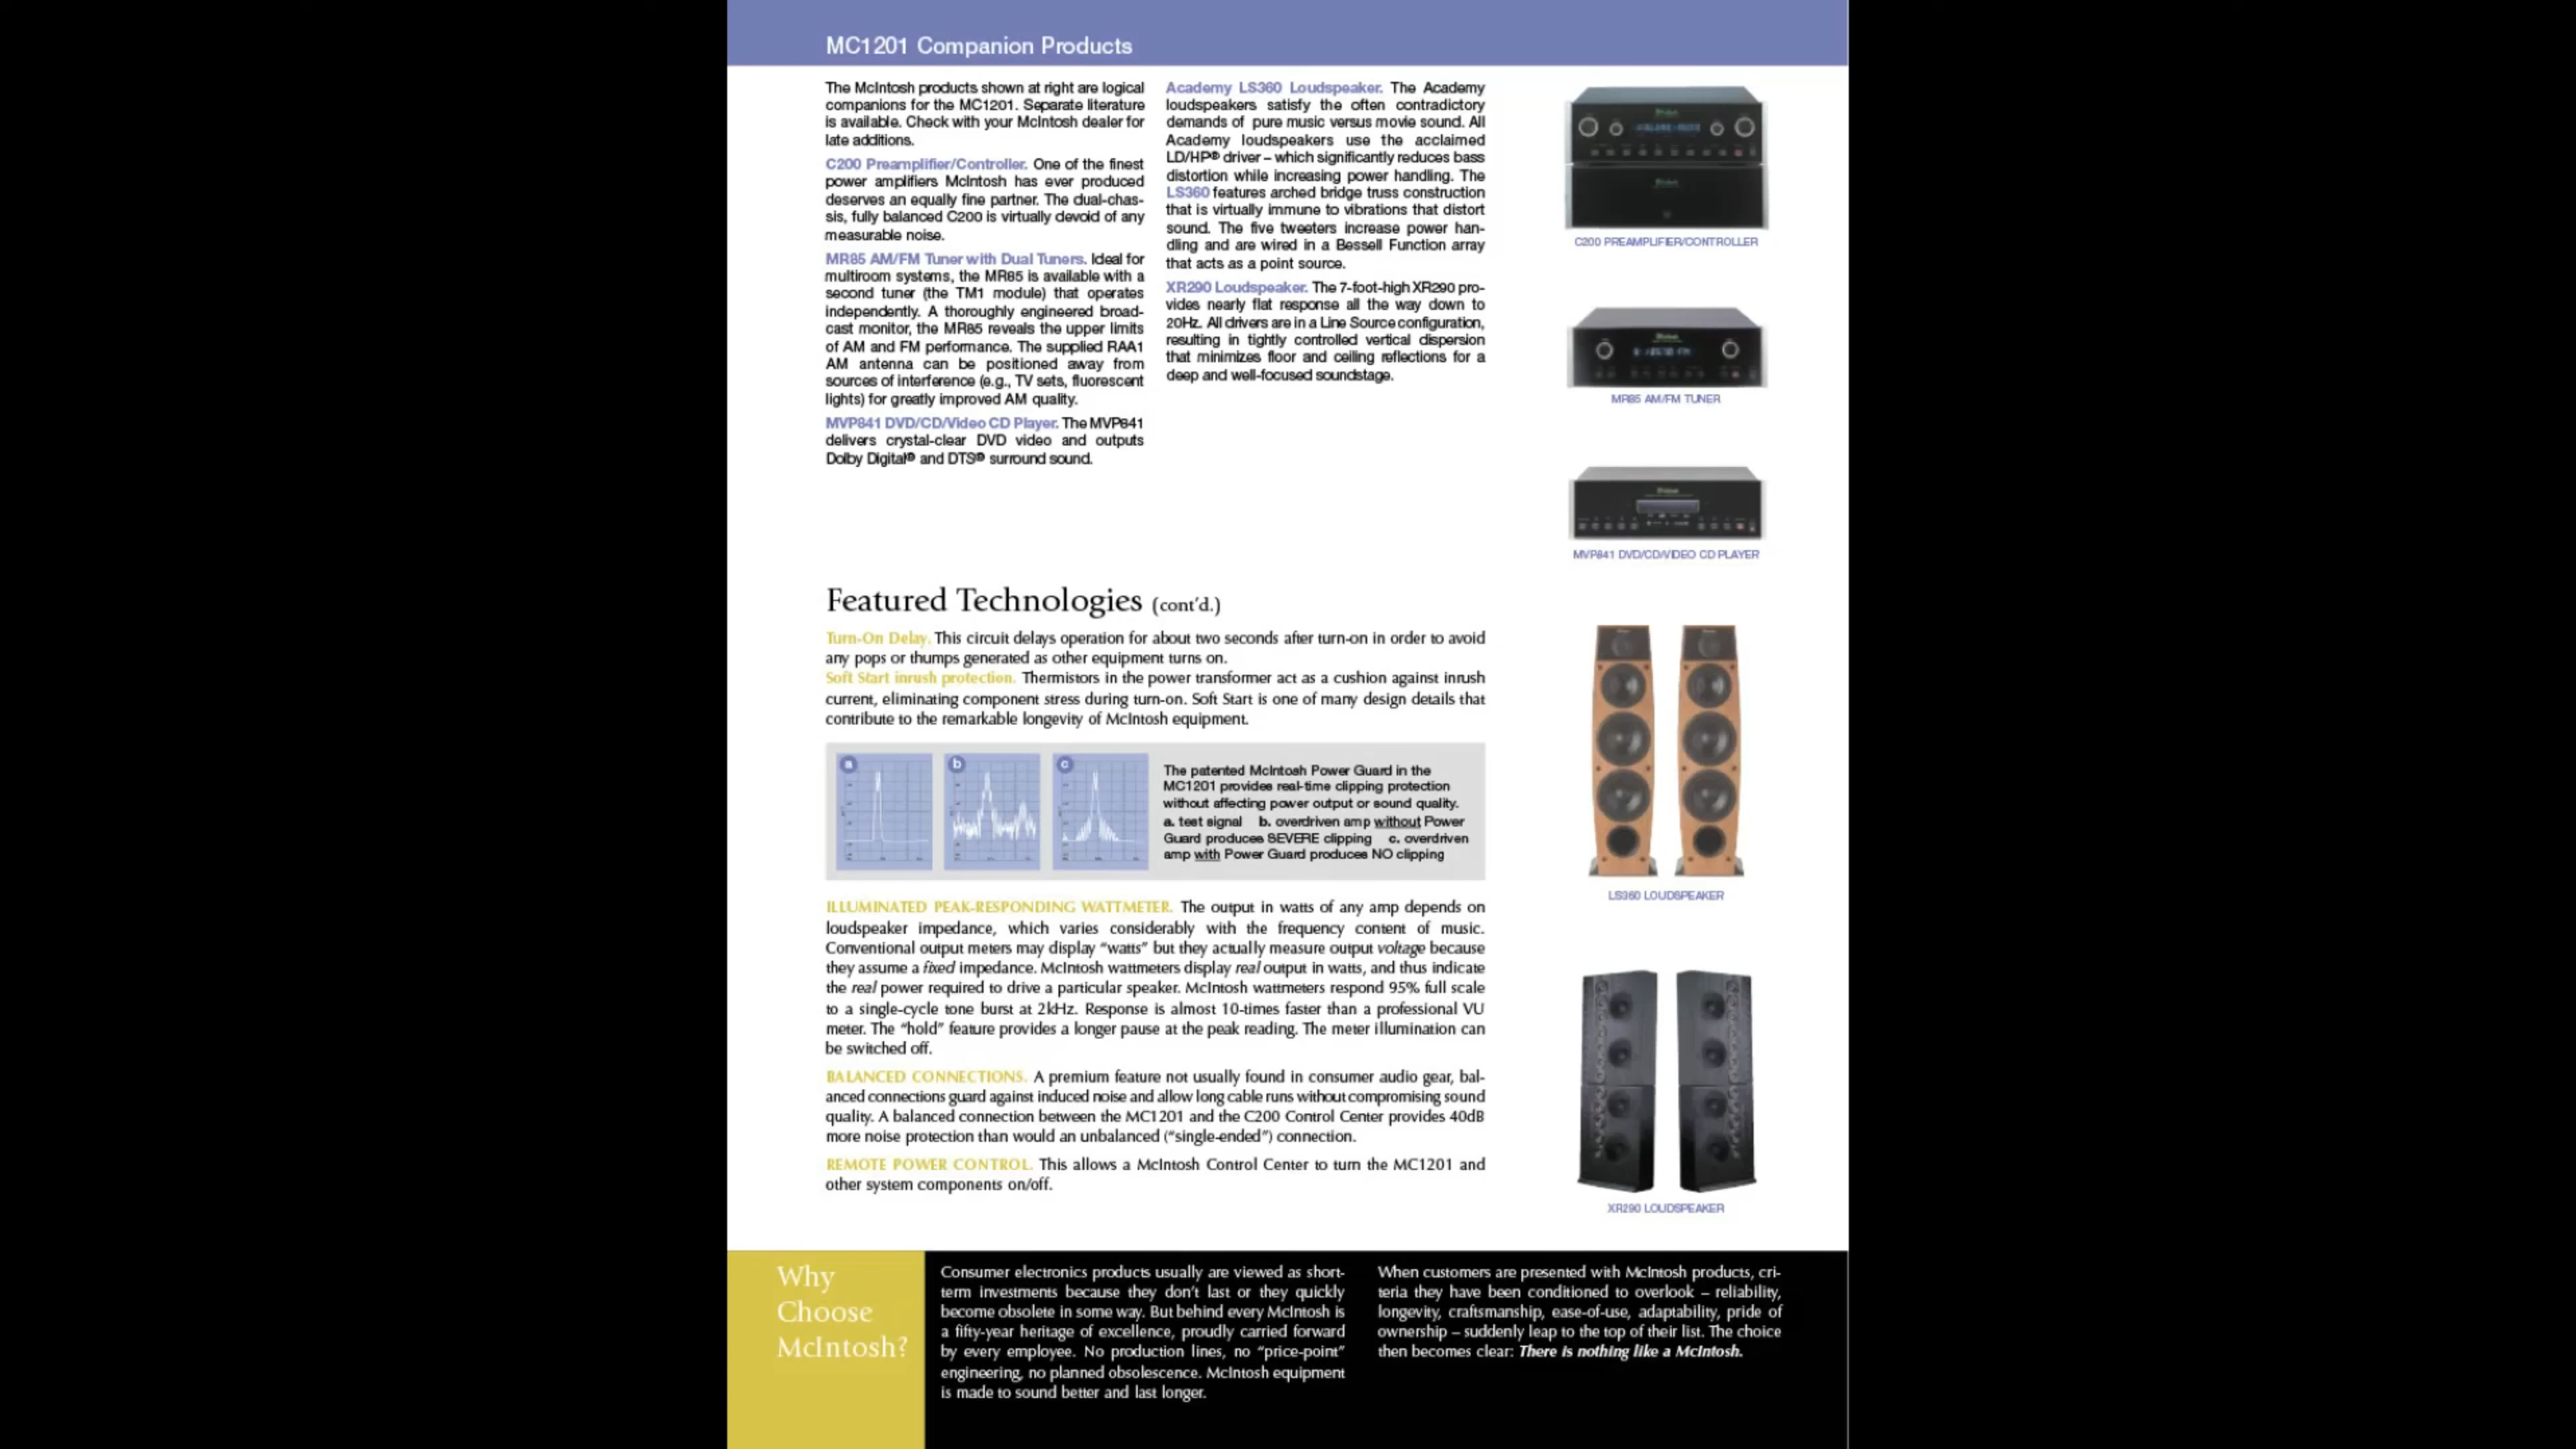 MC1201 Companion Products
The McIntosh products shown at right are logical
companions for the MC1201. Separate literature
is available. Check with your McIntosh dealer for
late additions.
C200 Preamplifier/Controller. One of the finest
power amplifiers McIntosh has ever produced
deserves an equally fine partner. The dual-chas-
sis, fully balanced C200 is virtually devoid of any
measurable noise.
MR85 AM/FM Tuner with Dual Tuners. Ideal for
multiroom systems, the MR85 is available with a
second tuner (the TM1 module) that operates
independently. A thoroughly engineered broad-
cast monitor, the MR85 reveals the upper limits
of AM and FM performance. The supplied RAA1
AM antenna can be positioned away from
sources of interference (e.g., TV sets, fluorescent
lights) for greatly improved AM quality.
MVP841 DVD/CD/Video CD Player. The MVP841
delivers crystal-clear DVD video and outputs
Dolby Digital® and DTS® surround sound.
Academy LS360 Loudspeaker. The Academy
loudspeakers satisfy the often contradictory
demands of pure music versus movie sound. All
Academy loudspeakers use the acclaimed
LD/HP® driver – which significantly reduces bass
distortion while increasing power handling. The
LS360 features arched bridge truss construction
that is virtually immune to vibrations that distort
sound. The five tweeters increase power han-
dling and are wired in a Bessell Function array
that acts as a point source.
XR290 Loudspeaker. The 7-foot-high XR290 pro-
vides nearly flat response all the way down to
20Hz. All drivers are in a Line Source configuration,
resulting in tightly controlled vertical dispersion
that minimizes floor and ceiling reflections for a
deep and well-focused soundstage.
C200 PREAMPLIFIER/CONTROLLER
MR85 AM/FM TUNER
MVP841 DVD/CD/VIDEO CD PLAYER
LS360 LOUDSPEAKER
XR290 LOUDSPEAKER
Featured Technologies (cont'd.)
Turn-On Delay. This circuit delays operation for about two seconds after turn-on in order to avoid
any pops or thumps generated as other equipment turns on.
Soft Start inrush protection. Thermistors in the power transformer act as a cushion against inrush
current, eliminating component stress during turn-on. Soft Start is one of many design details that
contribute to the remarkable longevity of McIntosh equipment.
a
b
c
The patented McIntosh Power Guard in the
MC1201 provides real-time clipping protection
without affecting power output or sound quality.
a. test signal b. overdriven amp without Power
Guard produces SEVERE clipping c. overdriven
amp with Power Guard produces NO clipping
ILLUMINATED PEAK-RESPONDING WATTMETER. The output in watts of any amp depends on
loudspeaker impedance, which varies considerably with the frequency content of music.
Conventional output meters may display "watts" but they actually measure output voltage because
they assume a fixed impedance. McIntosh wattmeters display real output in watts, and thus indicate
the real power required to drive a particular speaker. McIntosh wattmeters respond 95% full scale
to a single-cycle tone burst at 2kHz. Response is almost 10-times faster than a professional VU
meter. The "hold" feature provides a longer pause at the peak reading. The meter illumination can
be switched off.
BALANCED CONNECTIONS. A premium feature not usually found in consumer audio gear, bal-
anced connections guard against induced noise and allow long cable runs without compromising sound
quality. A balanced connection between the MC1201 and the C200 Control Center provides 40dB
more noise protection than would an unbalanced ("single-ended") connection.
REMOTE POWER CONTROL. This allows a McIntosh Control Center to turn the MC1201 and
other system components on/off.
Why
Choose
McIntosh?
Consumer electronics products usually are viewed as short-
term investments because they don't last or they quickly
become obsolete in some way. But behind every McIntosh is
a fifty-year heritage of excellence, proudly carried forward
by every employee. No production lines, no "price-point"
engineering, no planned obsolescence. McIntosh equipment
is made to sound better and last longer.
When customers are presented with McIntosh products, cri-
teria they have been conditioned to overlook – reliability,
longevity, craftsmanship, ease-of-use, adaptability, pride of
ownership – suddenly leap to the top of their list. The choice
then becomes clear: There is nothing like a McIntosh.